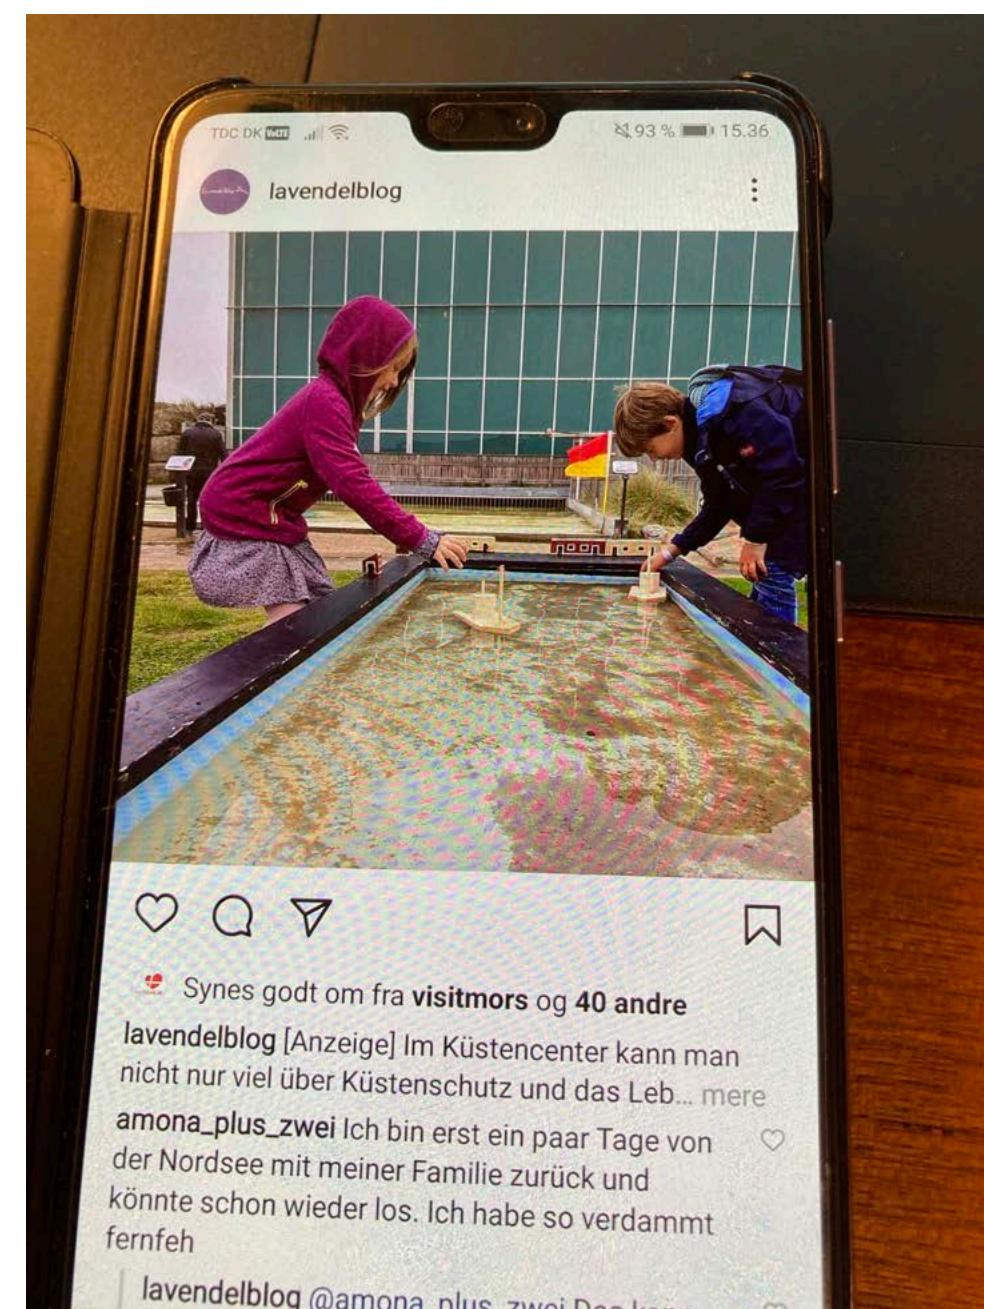 TDC DK VoLTE 93 % 15.36
lavendelblog
Synes godt om fra visitmors og 40 andre
lavendelblog [Anzeige] Im Küstencenter kann man
nicht nur viel über Küstenschutz und das Leb... mere
amona_plus_zwei Ich bin erst ein paar Tage von
der Nordsee mit meiner Familie zurück und
könnte schon wieder los. Ich habe so verdammt
fernfeh
lavendelblog @amona_plus_zwei